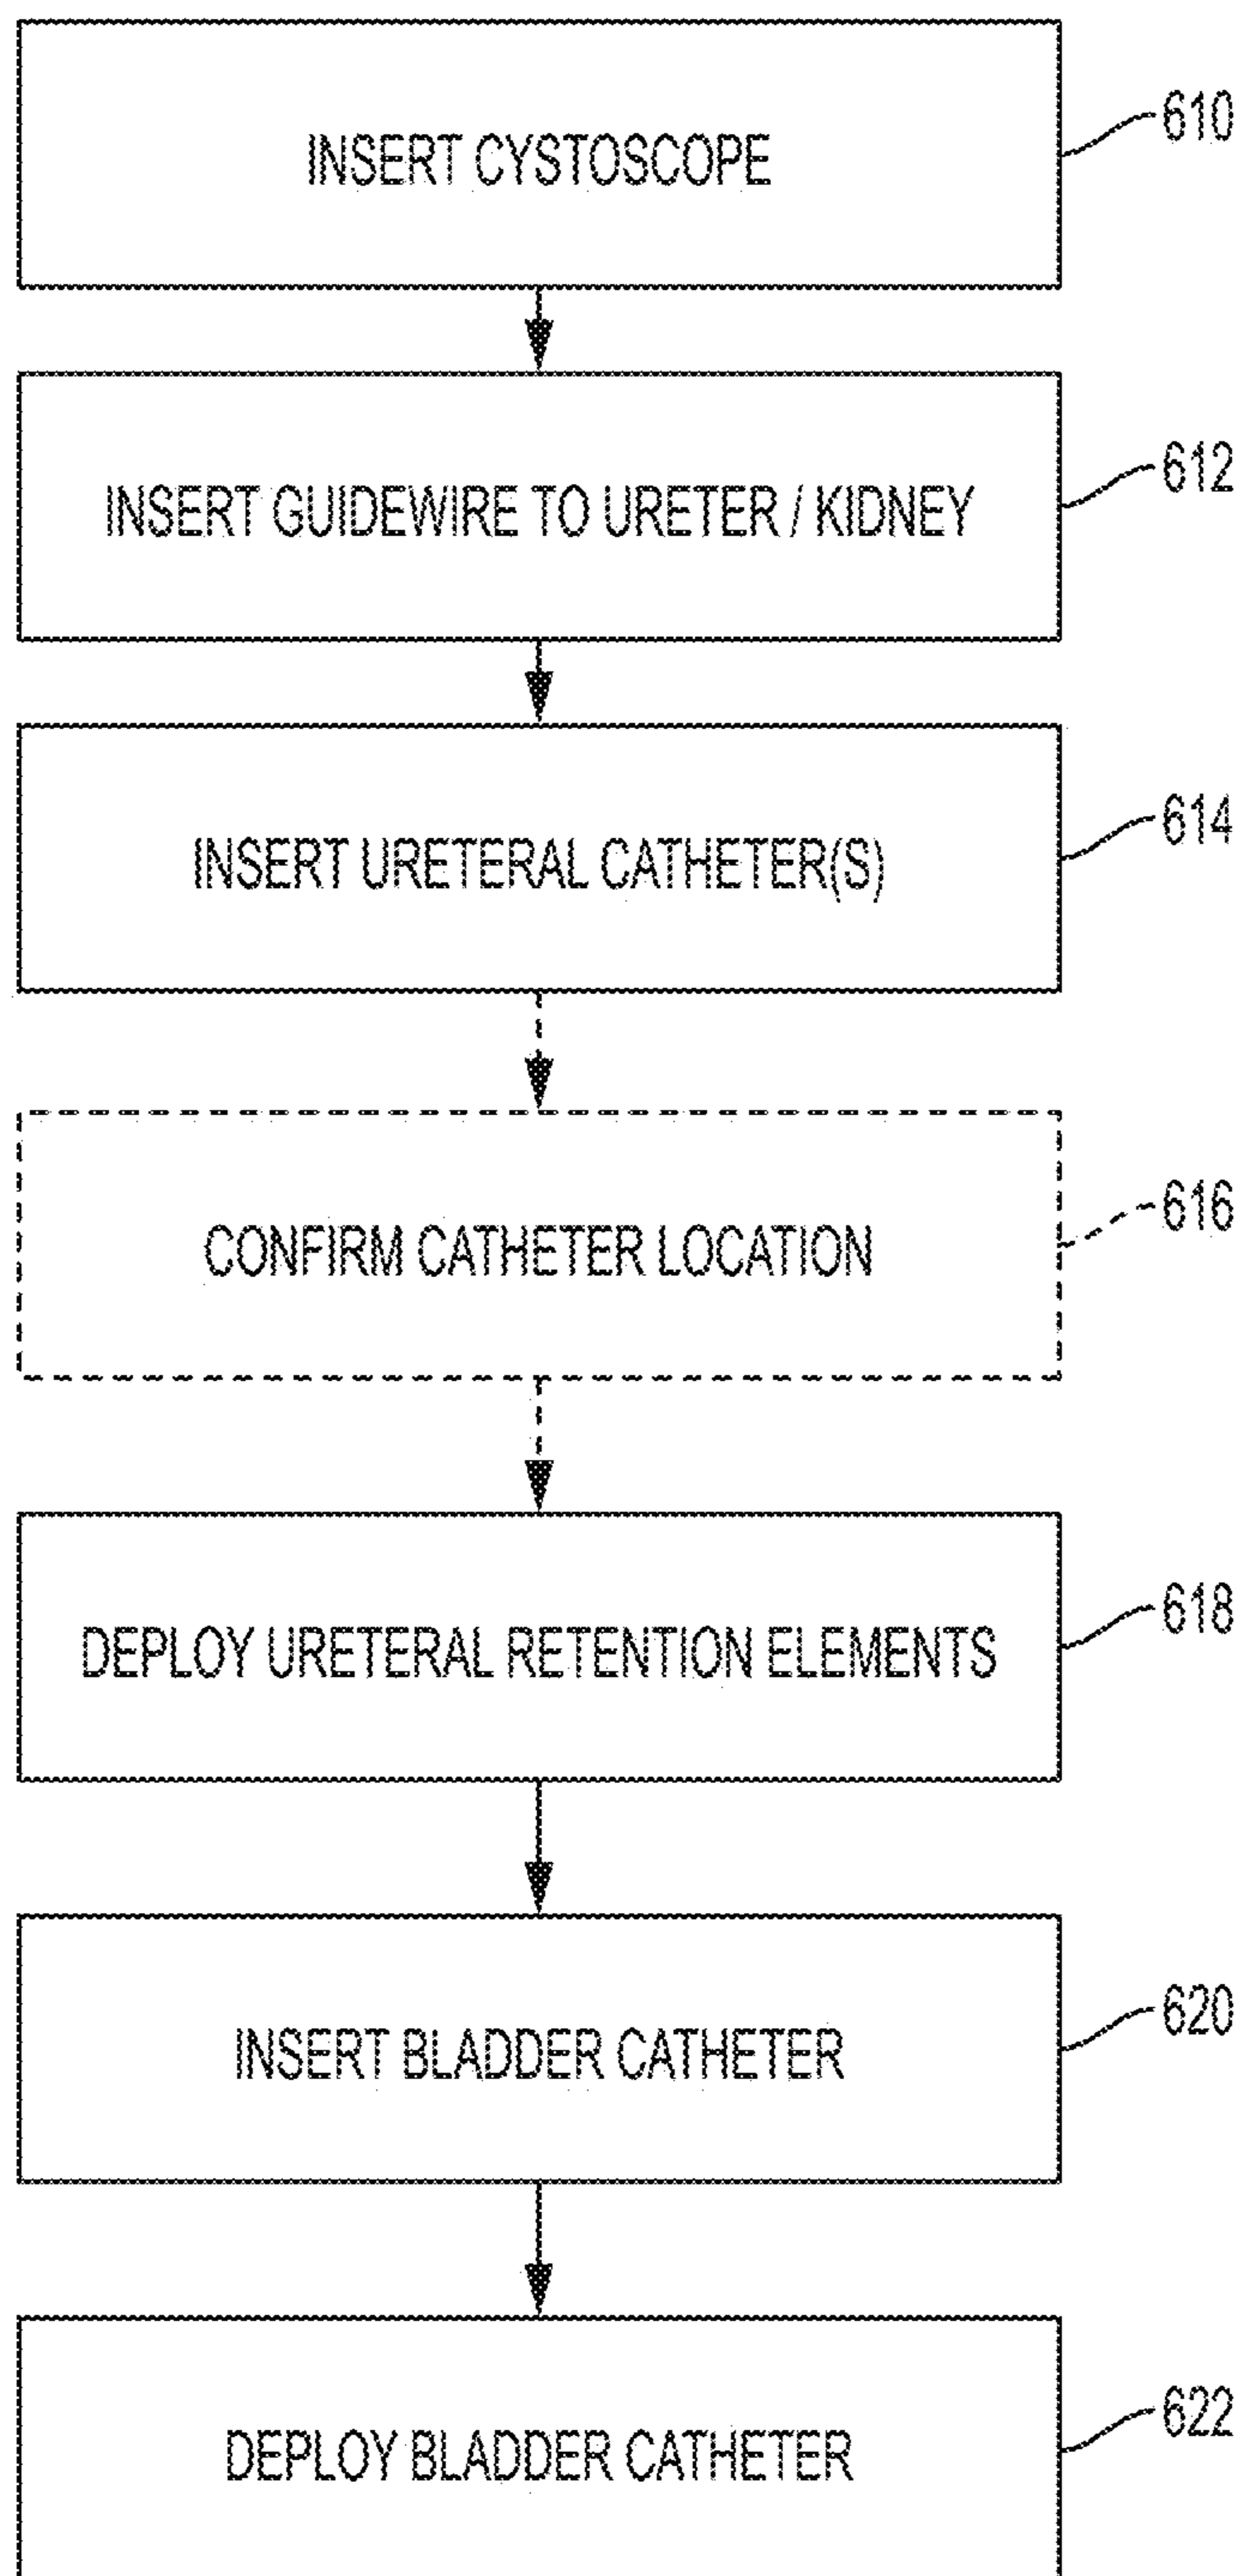 INSERT CYSTOSCOPE
610
INSERT GUIDEWIRE TO URETER / KIDNEY
612
INSERT URETERAL CATHETER(S)
614
CONFIRM CATHETER LOCATION
616
DEPLOY URETERAL RETENTION ELEMENTS
618
INSERT BLADDER CATHETER
620
DEPLOY BLADDER CATHETER
622